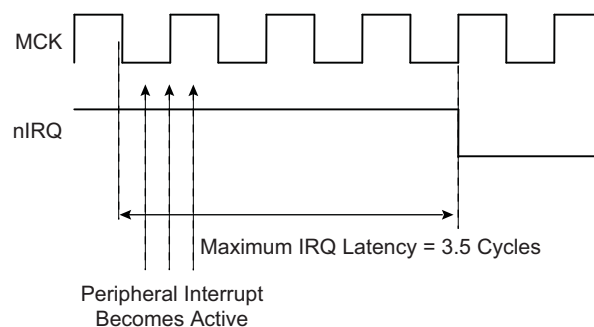 MCK
nIRQ
Maximum IRQ Latency = 3.5 Cycles
Peripheral Interrupt
Becomes Active